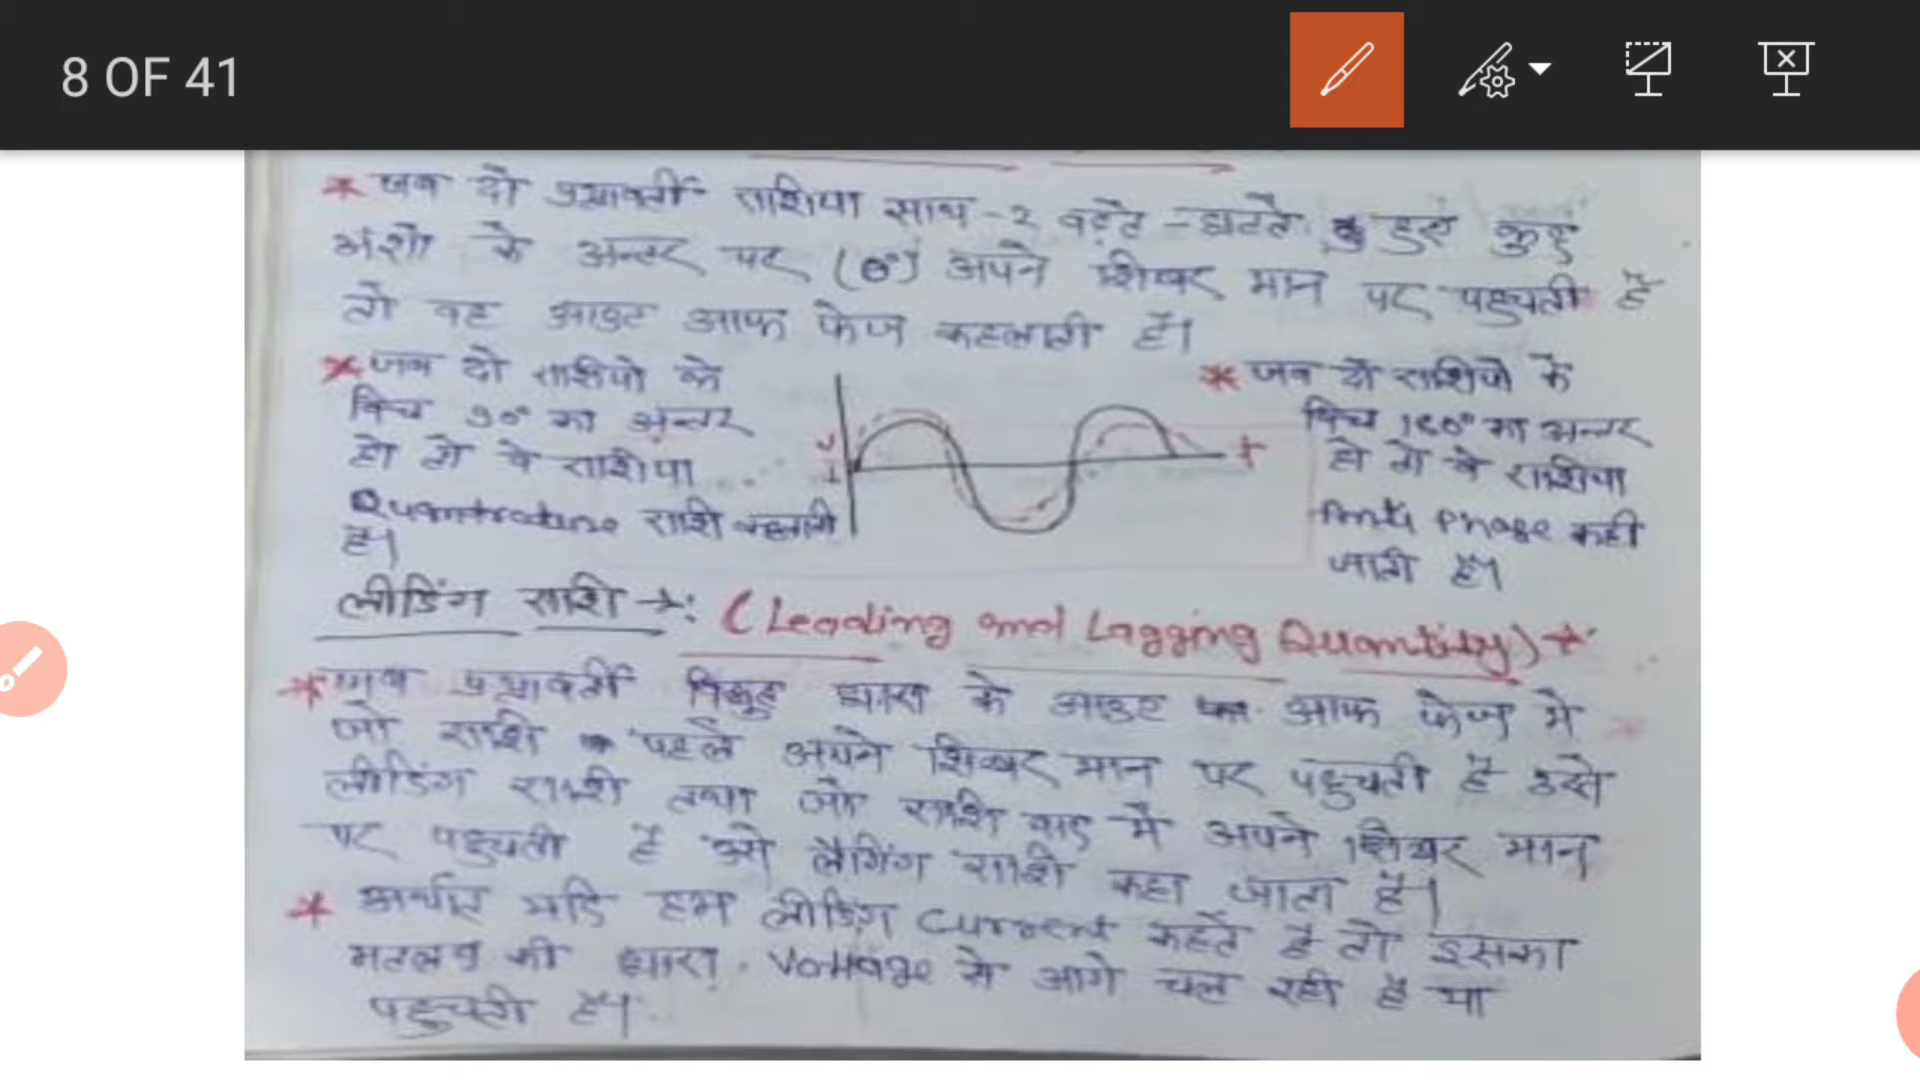 8 OF 41
* जब दो प्रत्यावर्ती राशिया साथ-२ बढ़ते-घटते हुए कुछ
अंशो के अन्तर पर (θ°) अपने शिखर मान पर पहुचती है
तो वह आउट आफ फेज कहलाती है।
* जब दो राशियो के
बिच 90° का अन्तर
हो तो वे राशिया
Quantrature राशि कहलाती
है।
* जब दो राशियो के
बिच 180° का अन्तर
हो तो वे राशिया
Anti Phase कही
जाती है।
लीडिंग राशि →: (Leading and Lagging Quantity) →
* जब प्रत्यावर्ती विद्युत धारा के आउट आफ फेज मे
जो राशि पहले अपने शिखर मान पर पहुचती है उसे
लीडिंग राशी तथा जो राशि बाद मे अपने शिखर मान
पर पहुचती है उसे लैगिंग राशि कहा जाता है।
* अर्थात यदि हम लीडिंग Current कहते है तो इसका
मतलब की धारा Voltage से आगे चल रही है या
पहुचती है।